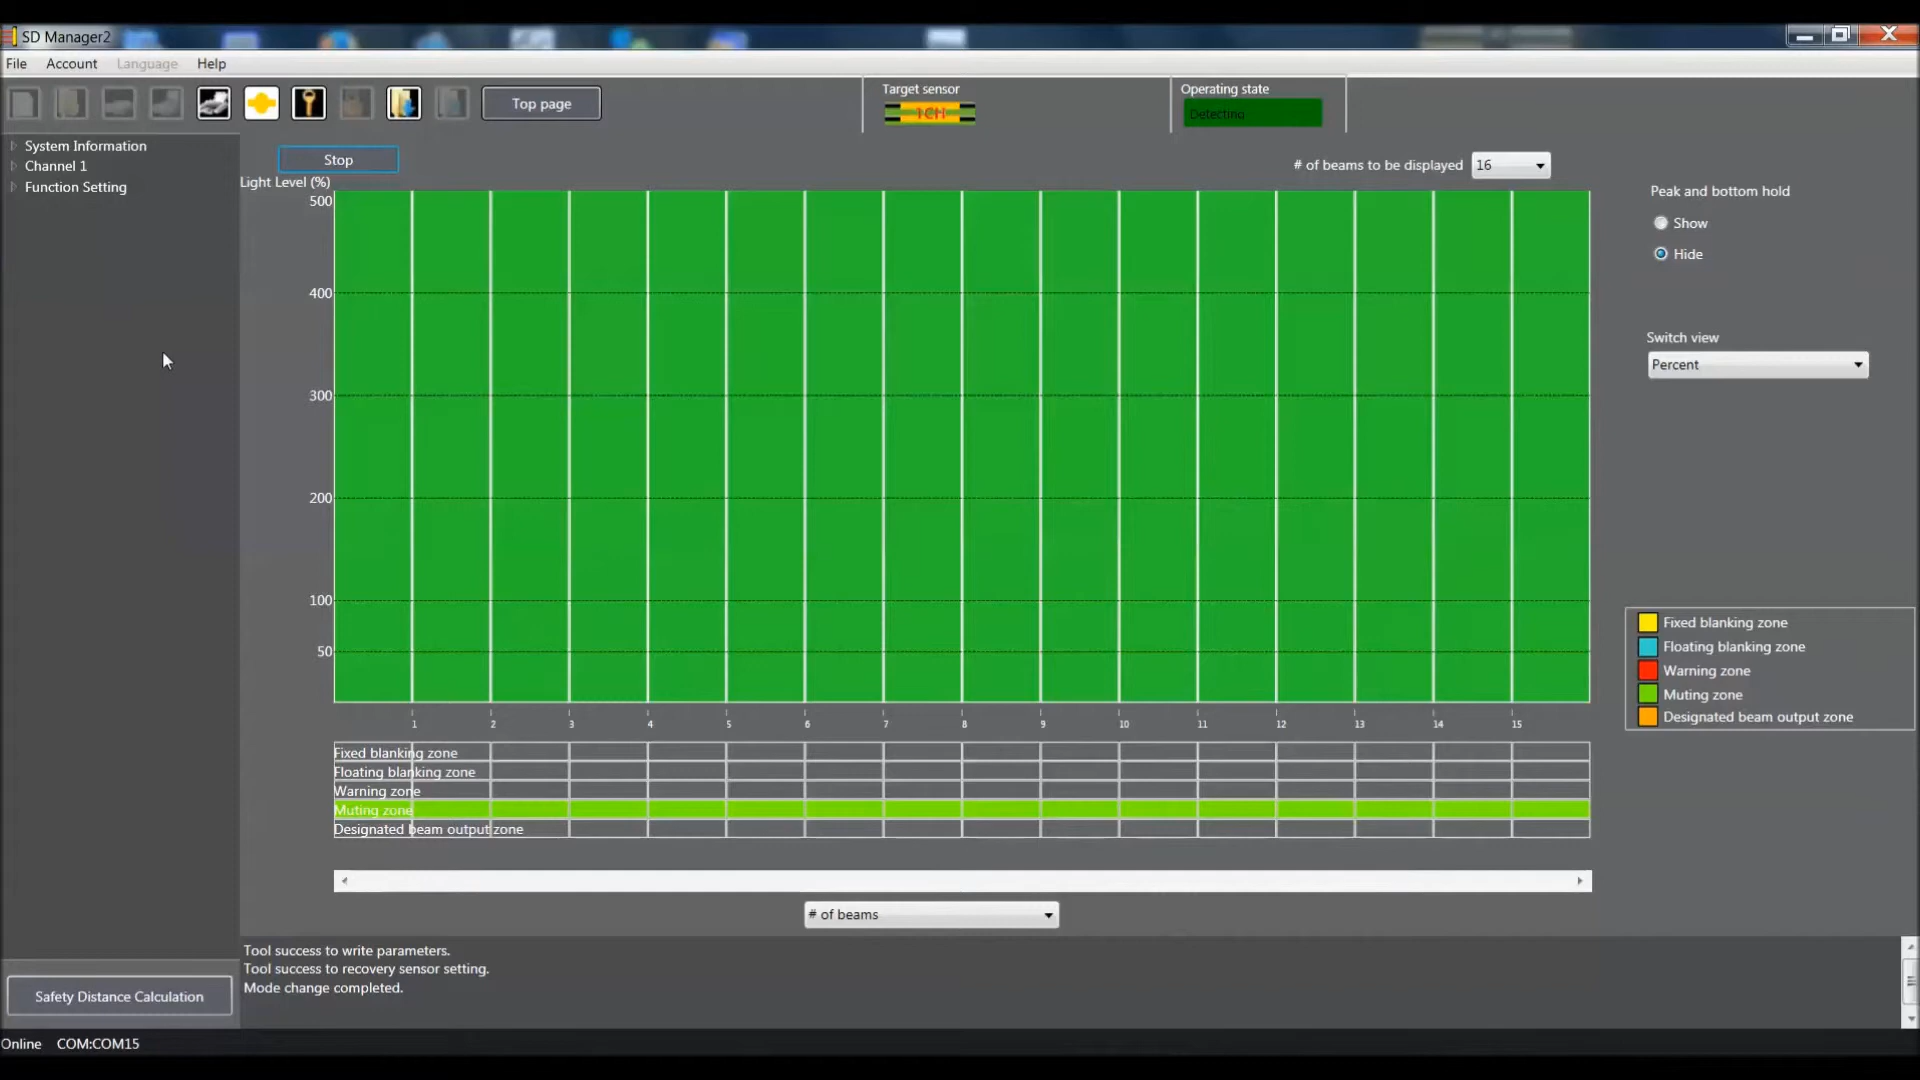 SD Manager2
File Account Language Help
Top page
Target sensor
1CH
Operating state
Detecting
System Information
Channel 1
Function Setting
Stop
# of beams to be displayed 16
Light Level (%)
500
400
300
200
100
50
1 2 3 4 5 6 7 8 9 10 11 12 13 14 15
Peak and bottom hold
Show
Hide
Switch view
Percent
Fixed blanking zone
Floating blanking zone
Warning zone
Muting zone
Designated beam output zone
Fixed blanking zone
Floating blanking zone
Warning zone
Muting zone
Designated beam output zone
# of beams
Tool success to write parameters.
Tool success to recovery sensor setting.
Mode change completed.
Safety Distance Calculation
Online COM:COM15